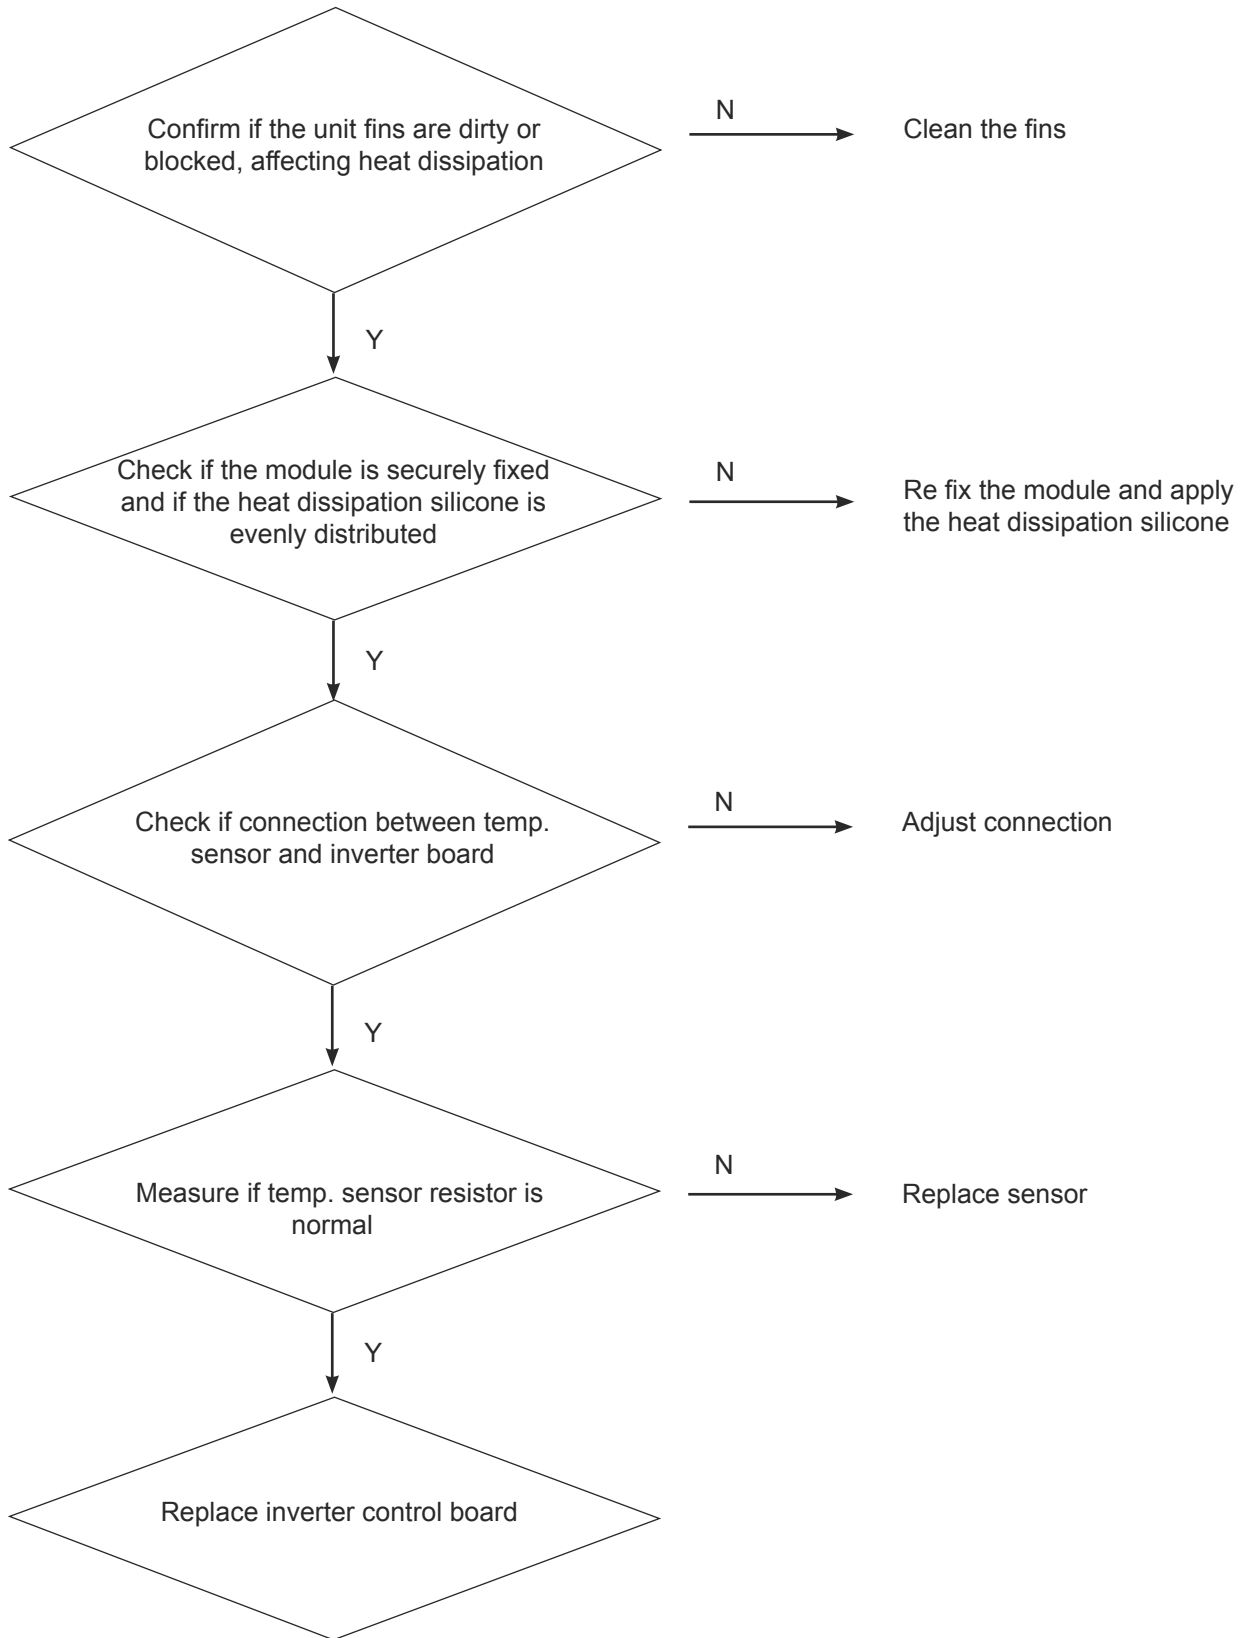 Confirm if the unit fins are dirty or
blocked, affecting heat dissipation
N
Clean the fins
Y
Check if the module is securely fixed
and if the heat dissipation silicone is
evenly distributed
N
Re fix the module and apply
the heat dissipation silicone
Y
Check if connection between temp.
sensor and inverter board
N
Adjust connection
Y
Measure if temp. sensor resistor is
normal
N
Replace sensor
Y
Replace inverter control board